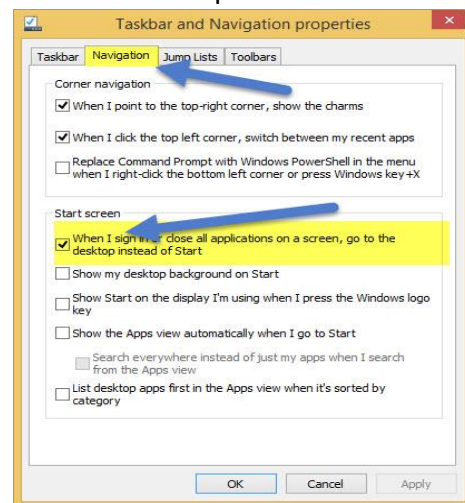 Taskbar and Navigation properties
Taskbar Navigation Jump Lists Toolbars
Corner navigation
When I point to the top-right corner, show the charms
When I click the top left corner, switch between my recent apps
Replace Command Prompt with Windows PowerShell in the menu
when I right-click the bottom left corner or press Windows key+X
Start screen
When I sign in or close all applications on a screen, go to the
desktop instead of Start
Show my desktop background on Start
Show Start on the display I'm using when I press the Windows logo
key
Show the Apps view automatically when I go to Start
Search everywhere instead of just my apps when I search
from the Apps view
List desktop apps first in the Apps view when it's sorted by
category
OK Cancel Apply